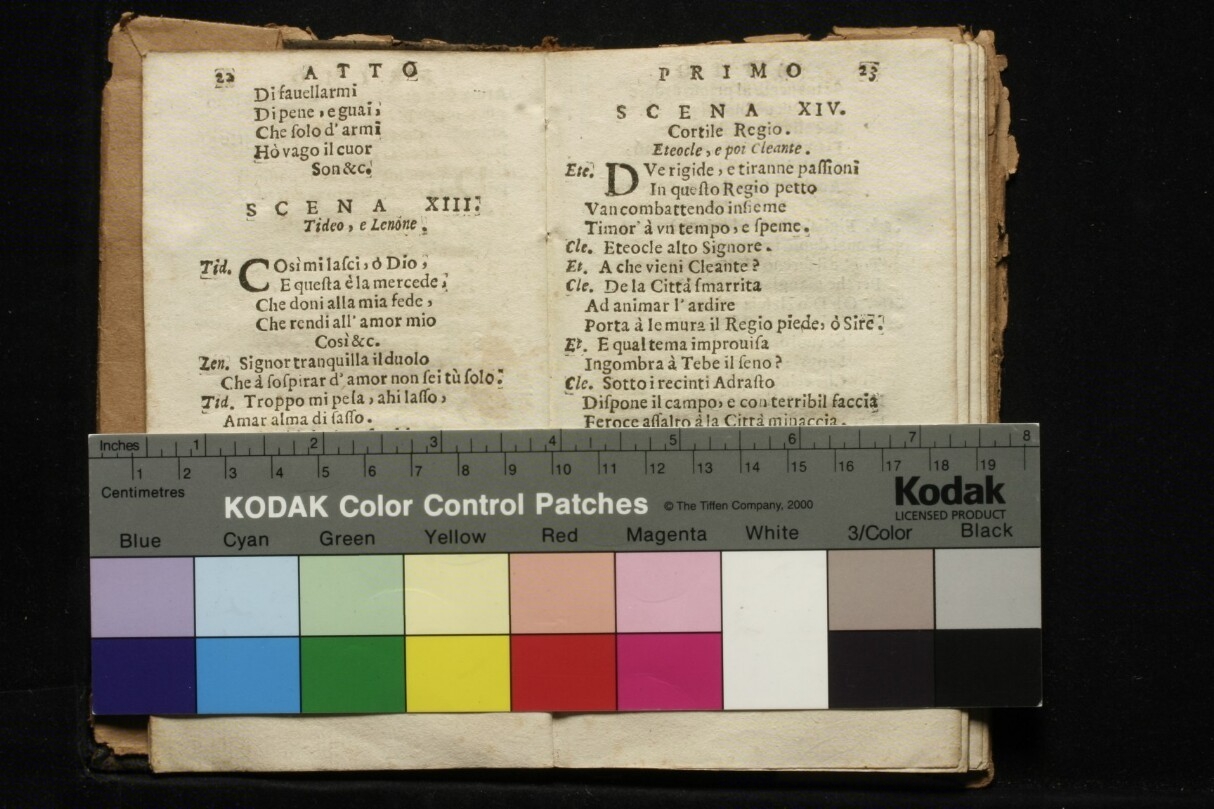 22 ATTO
Di fauellarmi
Di pene, e guai;
Che ſolo d' armi
Hò vago il cuor
Son &c.
SCENA XIII.
Tideo, e Lenóne.
Tid. COsì mi laſci, ò Dio;
E queſta è la mercede;
Che doni alla mia fede,
Che rendi all' amor mio
Così &c.
Len. Signor tranquilla il duolo
Che à ſoſpirar d' amor non ſei tù ſolo.
Tid. Troppo mi peſa, ahi laſſo,
Amar alma di ſaſſo.
PRIMO 23
SCENA XIV.
Cortile Regio.
Eteocle, e poi Cleante.
Ete. DVe rigide, e tiranne paſſioni
In queſto Regio petto
Van combattendo inſieme
Timor' à vn tempo, e ſpeme.
Cle. Eteocle alto Signore.
Et. A che vieni Cleante?
Cle. De la Città ſmarrita
Ad animar l' ardire
Porta à le mura il Regio piede, ò Sire.
Et. E qual tema improuiſa
Ingombra à Tebe il ſeno?
Cle. Sotto i recinti Adraſto
Diſpone il campo, e con terribil faccia
Feroce aſſalto à la Città minaccia.
Inches 1 2 3 4 5 6 7 8
1 2 3 4 5 6 7 8 9 10 11 12 13 14 15 16 17 18 19
Centimetres
KODAK Color Control Patches © The Tiffen Company, 2000
Kodak
LICENSED PRODUCT
Blue Cyan Green Yellow Red Magenta White 3/Color Black